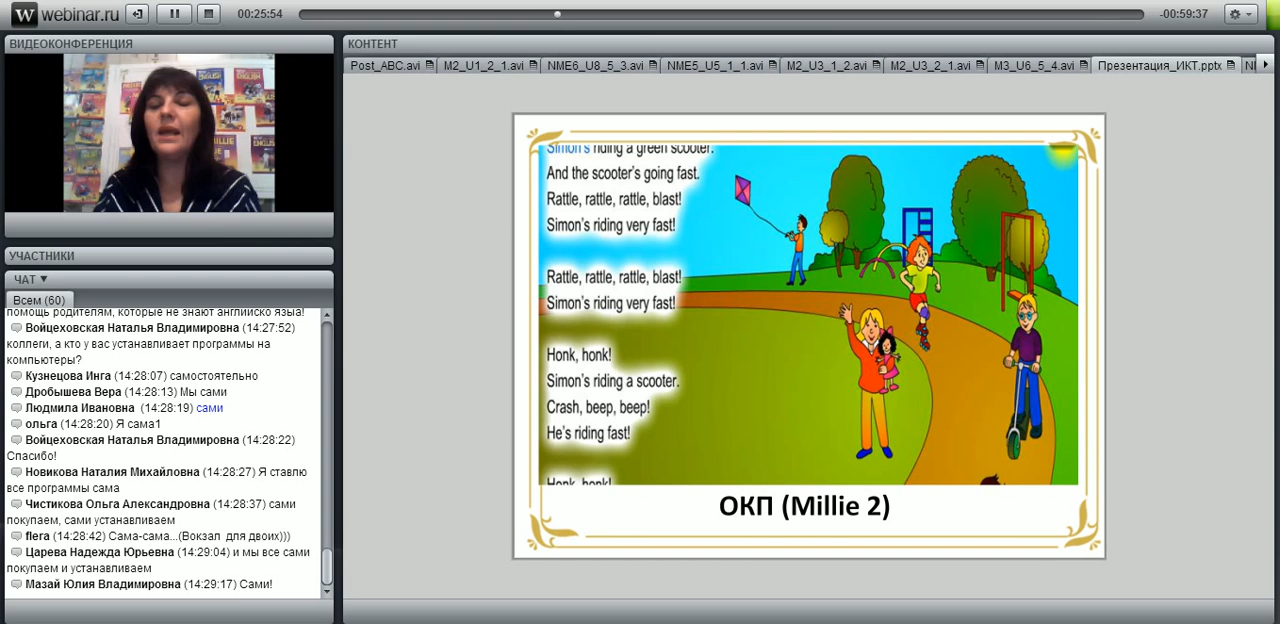 webinar.ru
00:25:54
-00:59:37
ВИДЕОКОНФЕРЕНЦИЯ
УЧАСТНИКИ
ЧАТ
Всем (60)
помощь родителям, которые не знают английско языа!
Войцеховская Наталья Владимировна (14:27:52)
коллеги, а кто у вас устанавливает программы на
компьютеры?
Кузнецова Инга (14:28:07) самостоятельно
Дробышева Вера (14:28:13) Мы сами
Людмила Ивановна (14:28:19) сами
ольга (14:28:20) Я сама1
Войцеховская Наталья Владимировна (14:28:22)
Спасибо!
Новикова Наталия Михайловна (14:28:27) Я ставлю
все программы сама
Чистикова Ольга Александровна (14:28:37) сами
покупаем, сами устанавливаем
flera (14:28:42) Сама-сама...(Вокзал для двоих)))
Царева Надежда Юрьевна (14:29:04) и мы все сами
покупаем и устанавливаем
Мазай Юлия Владимировна (14:29:17) Сами!
КОНТЕНТ
Post_ABC.avi M2_U1_2_1.avi NME6_U8_5_3.avi NME5_U5_1_1.avi M2_U3_1_2.avi M2_U3_2_1.avi M3_U6_5_4.avi Презентация_ИКТ.pptx
Simon's riding a green scooter.
And the scooter's going fast.
Rattle, rattle, rattle, blast!
Simon's riding very fast!
Rattle, rattle, rattle, blast!
Simon's riding very fast!
Honk, honk!
Simon's riding a scooter.
Crash, beep, beep!
He's riding fast!
Honk, honk!
ОКП (Millie 2)